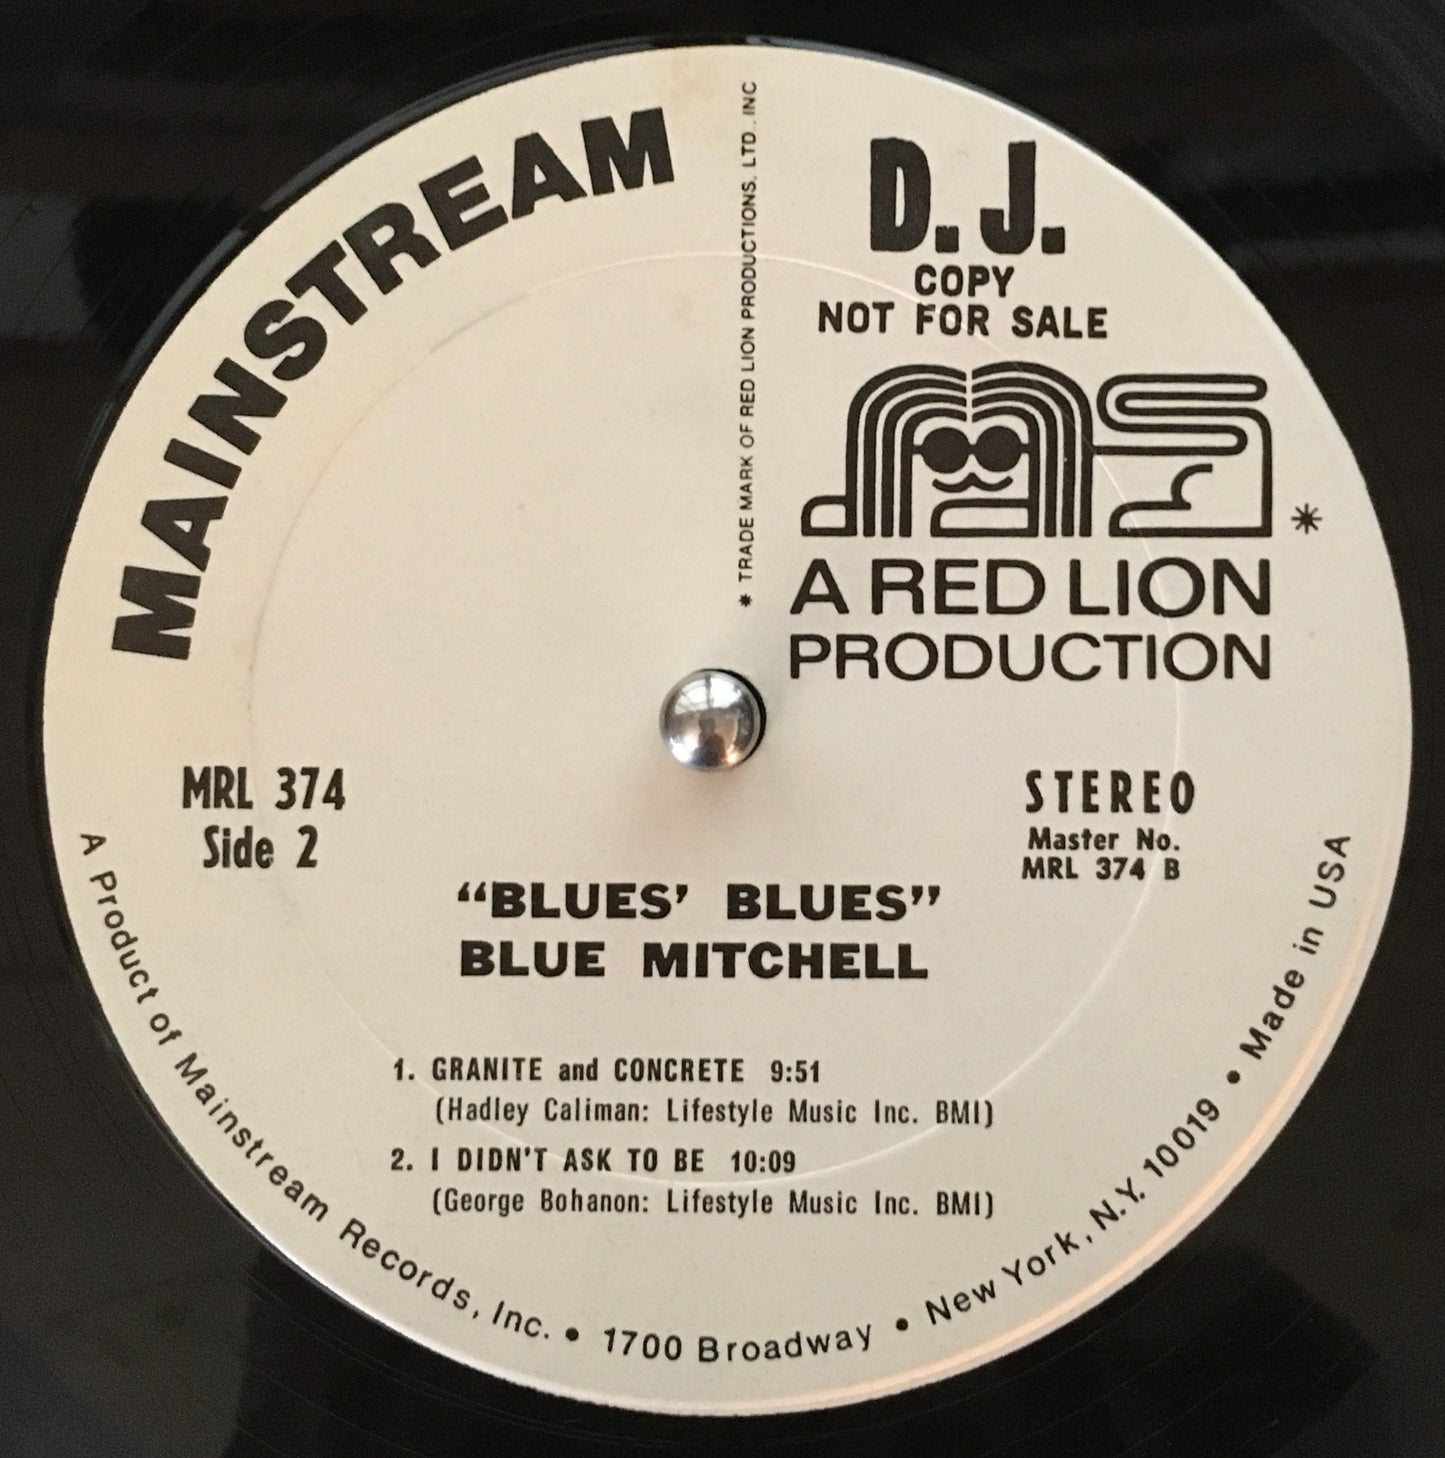 MAINSTREAM
* TRADE MARK OF RED LION PRODUCTIONS, LTD., INC
D.J.
COPY
NOT FOR SALE
*
A RED LION
PRODUCTION
MRL 374
Side 2
STEREO
Master No.
MRL 374 B
“BLUES’ BLUES”
BLUE MITCHELL
1. GRANITE and CONCRETE 9:51
(Hadley Caliman: Lifestyle Music Inc. BMI)
2. I DIDN'T ASK TO BE 10:09
(George Bohanon: Lifestyle Music Inc. BMI)
A Product of Mainstream Records, Inc. • 1700 Broadway • New York, N.Y. 10019 • Made in USA